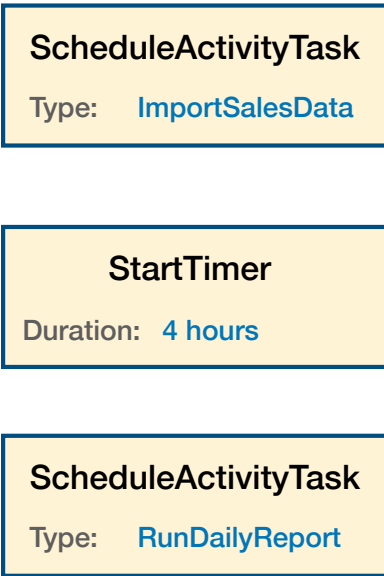 ScheduleActivityTask
Type: ImportSalesData
StartTimer
Duration: 4 hours
ScheduleActivityTask
Type: RunDailyReport